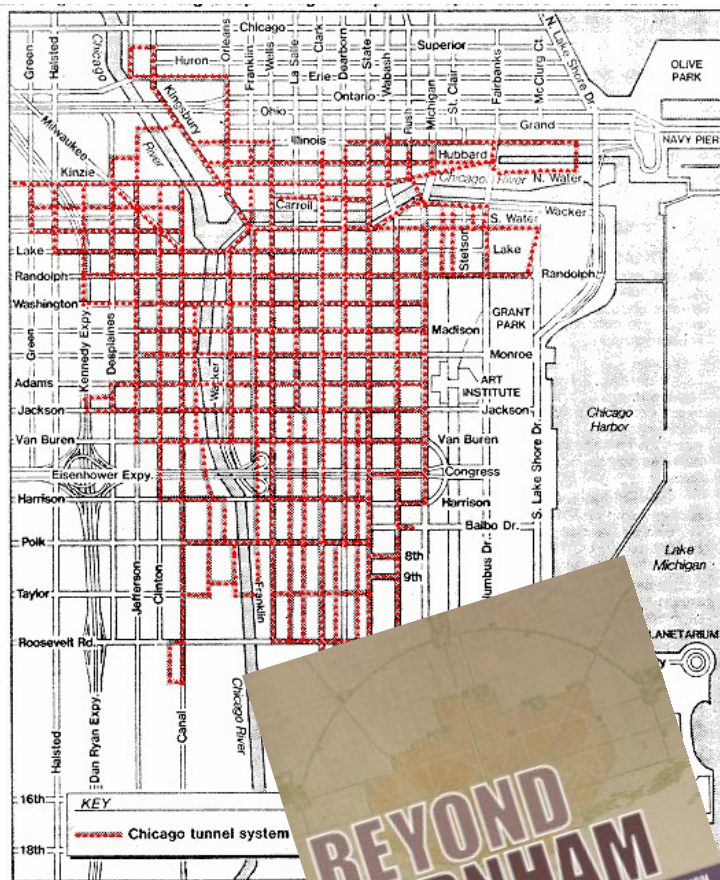 Chicago
Superior
Huron
Erie
Ontario
Ohio
Grand
Illinois
Hubbard
Kinzie
N. Water
Carroll
S. Water
Wacker
Lake
Lake
Randolph
Randolph
Washington
Madison
Monroe
Adams
Jackson
Jackson
Van Buren
Van Buren
Eisenhower Expy.
Congress
Harrison
Harrison
Balbo Dr.
Polk
8th
9th
Taylor
Roosevelt Rd.
16th
18th
Green
Halsted
Chicago
River
Milwaukee
Kingsbury
Orleans
Franklin
Wells
La Salle
Clark
Dearborn
State
Wabash
Rush
Michigan
St. Clair
Fairbanks
McClurg Ct.
N. Lake Shore Dr.
OLIVE
PARK
NAVY PIER
Chicago River
Stetson
GRANT
PARK
ART
INSTITUTE
Chicago
Harbor
Lake
Michigan
S. Lake Shore Dr.
Green
Kennedy Expy.
Desplaines
Wacker
Jefferson
Clinton
Franklin
Halsted
Dan Ryan Expy.
Canal
Chicago River
KEY
Chicago tunnel system
BEYOND